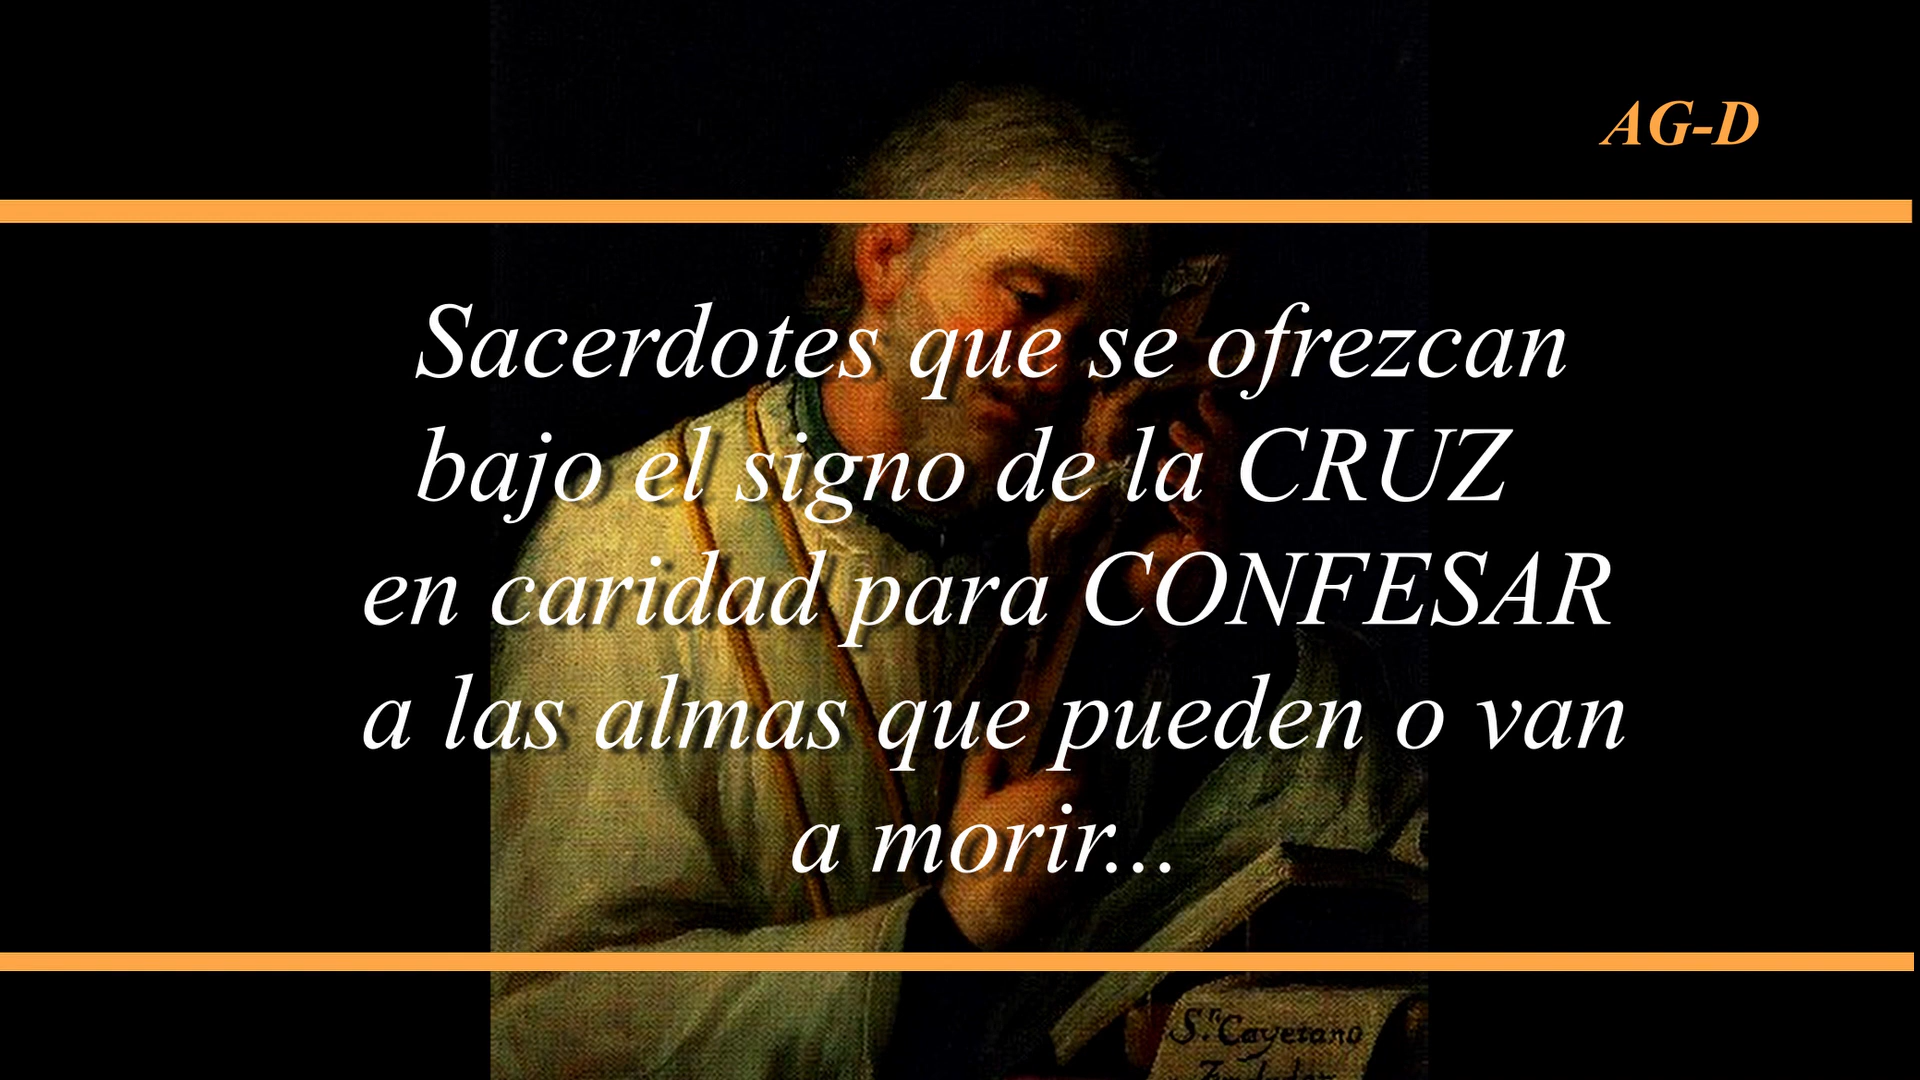 AG-D
Sacerdotes que se ofrezcan
bajo el signo de la CRUZ
en caridad para CONFESAR
a las almas que pueden o van
a morir...
S.n Cayetano